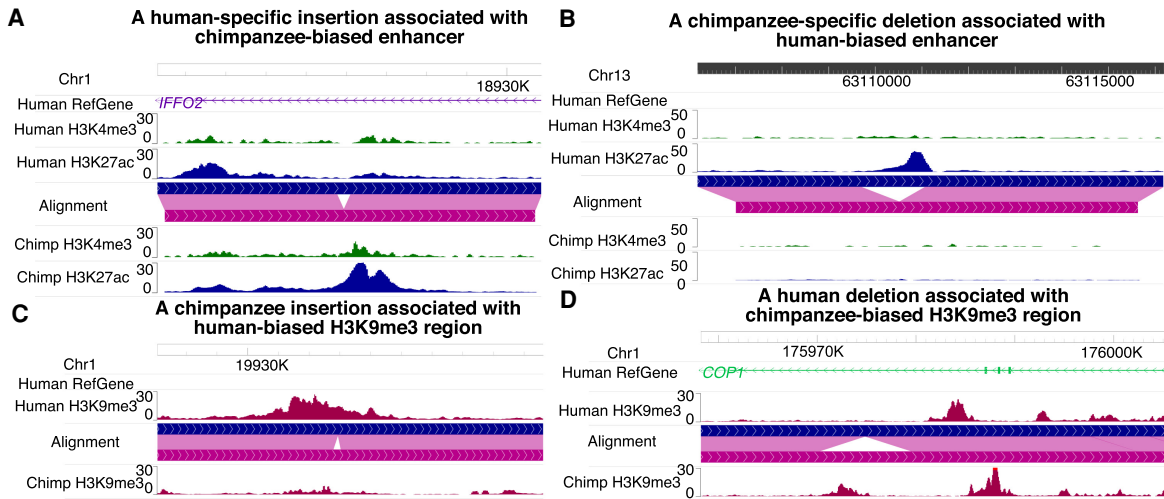 A
A human-specific insertion associated with
chimpanzee-biased enhancer
Chr1
18930K
Human RefGene
IFFO2
Human H3K4me3
30
0
Human H3K27ac
30
0
Alignment
Chimp H3K4me3
30
0
Chimp H3K27ac
30
0
B
A chimpanzee-specific deletion associated with
human-biased enhancer
Chr13
63110000
63115000
Human RefGene
Human H3K4me3
50
0
Human H3K27ac
50
0
Alignment
Chimp H3K4me3
50
0
Chimp H3K27ac
50
0
C
A chimpanzee insertion associated with
human-biased H3K9me3 region
Chr1
19930K
Human RefGene
Human H3K9me3
30
0
Alignment
Chimp H3K9me3
30
0
D
A human deletion associated with
chimpanzee-biased H3K9me3 region
Chr1
175970K
176000K
Human RefGene
COP1
Human H3K9me3
30
0
Alignment
Chimp H3K9me3
30
0